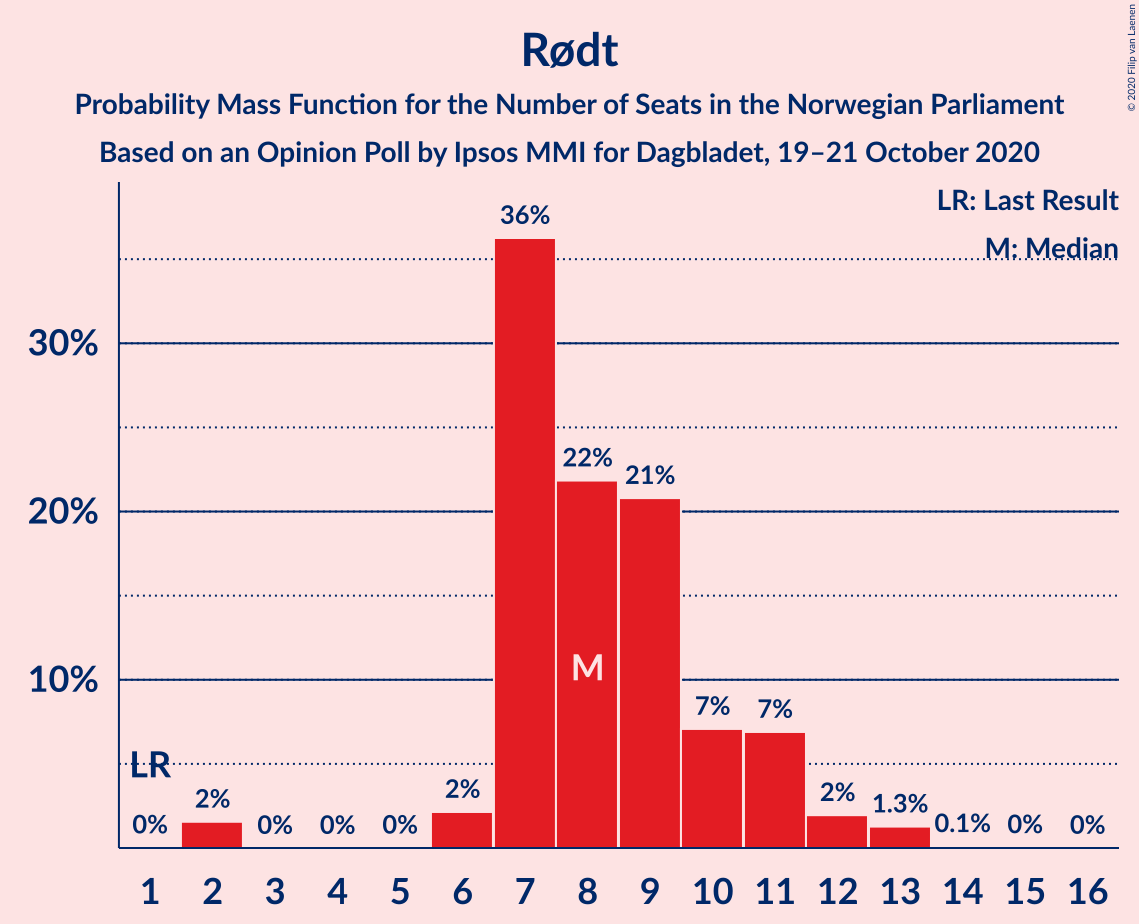 Rødt
Probability Mass Function for the Number of Seats in the Norwegian Parliament
Based on an Opinion Poll by Ipsos MMI for Dagbladet, 19–21 October 2020
© 2020 Filip van Laenen
LR: Last Result
M: Median
36%
30%
22%
21%
20%
M
10%
7%
7%
LR
0%
2%
0%
0%
0%
2%
2%
1.3%
0.1%
0%
0%
1 2 3 4 5 6 7 8 9 10 11 12 13 14 15 16